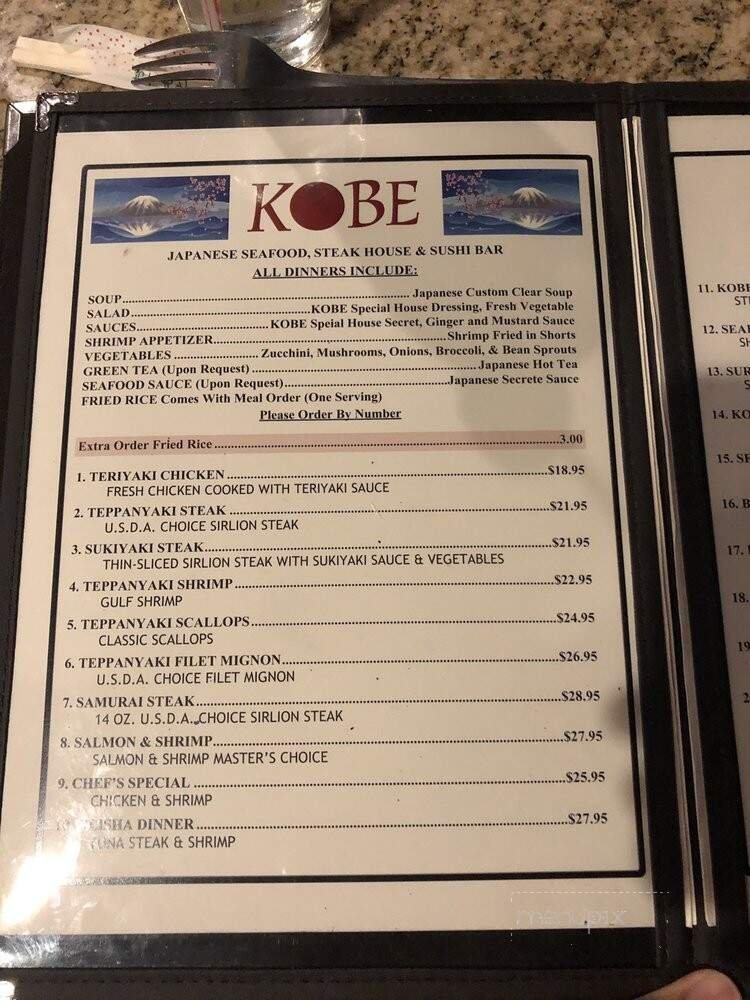 KOBE
JAPANESE SEAFOOD, STEAK HOUSE & SUSHI BAR
ALL DINNERS INCLUDE:
SOUP Japanese Custom Clear Soup
SALAD KOBE Special House Dressing, Fresh Vegetable
SAUCES KOBE Speial House Secret, Ginger and Mustard Sauce
SHRIMP APPETIZER Shrimp Fried in Shorts
VEGETABLES Zucchini, Mushrooms, Onions, Broccoli, & Bean Sprouts
GREEN TEA (Upon Request) Japanese Hot Tea
SEAFOOD SAUCE (Upon Request) Japanese Secrete Sauce
FRIED RICE Comes With Meal Order (One Serving)
Please Order By Number
Extra Order Fried Rice 3.00
1. TERIYAKI CHICKEN $18.95
FRESH CHICKEN COOKED WITH TERIYAKI SAUCE
2. TEPPANYAKI STEAK $21.95
U.S.D.A. CHOICE SIRLION STEAK
3. SUKIYAKI STEAK $21.95
THIN-SLICED SIRLION STEAK WITH SUKIYAKI SAUCE & VEGETABLES
4. TEPPANYAKI SHRIMP $22.95
GULF SHRIMP
5. TEPPANYAKI SCALLOPS $24.95
CLASSIC SCALLOPS
6. TEPPANYAKI FILET MIGNON $26.95
U.S.D.A. CHOICE FILET MIGNON
7. SAMURAI STEAK $28.95
14 OZ. U.S.D.A. CHOICE SIRLION STEAK
8. SALMON & SHRIMP $27.95
SALMON & SHRIMP MASTER'S CHOICE
9. CHEF'S SPECIAL $25.95
CHICKEN & SHRIMP
DINNER $27.95
TUNA STEAK & SHRIMP
11. KOBE
12.
13.
14.
15.
16.
17.
18.
19